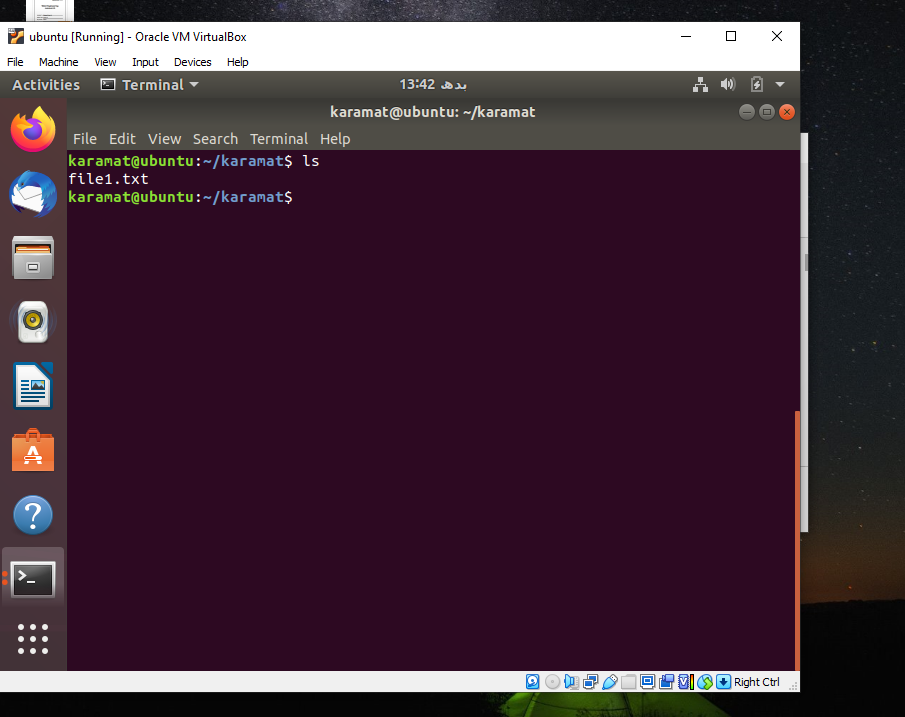 ubuntu [Running] - Oracle VM VirtualBox
File Machine View Input Devices Help
Activities Terminal بدھ 13:42
karamat@ubuntu: ~/karamat
File Edit View Search Terminal Help
karamat@ubuntu:~/karamat$ ls
file1.txt
karamat@ubuntu:~/karamat$
Right Ctrl